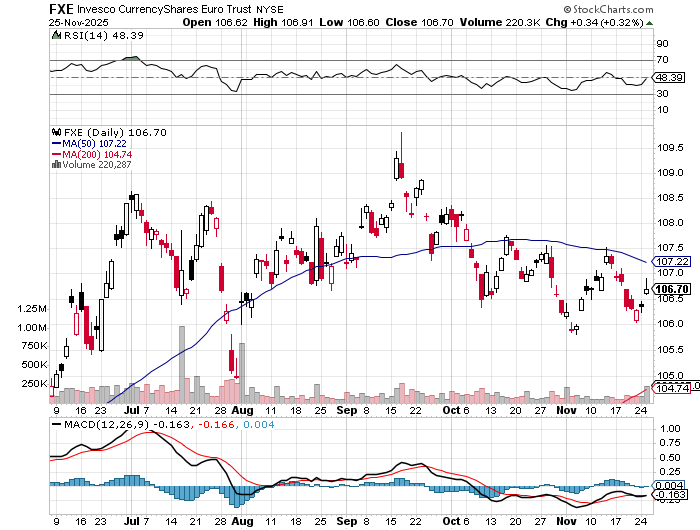 FXE Invesco CurrencyShares Euro Trust NYSE
© StockCharts.com
25-Nov-2025 Open 106.62 High 106.91 Low 106.60 Close 106.70 Volume 220.3K Chg +0.34 (+0.32%)
RSI(14) 48.39
90
70
48.39
30
10
FXE (Daily) 106.70
MA(50) 107.22
MA(200) 104.74
Volume 220,287
109.5
109.0
108.5
108.0
107.5
107.22
107.0
106.70
106.5
106.0
105.5
105.0
104.74
1.25M
1.00M
750K
500K
250K
9 16 23 Jul 7 14 21 28 Aug 11 18 25 Sep 8 15 22 Oct 6 13 20 27 Nov 10 17 24
MACD(12,26,9) -0.163, -0.166, 0.004
1.00
0.75
0.50
0.25
0.004
-0.163
9 16 23 Jul 7 14 21 28 Aug 11 18 25 Sep 8 15 22 Oct 6 13 20 27 Nov 10 17 24